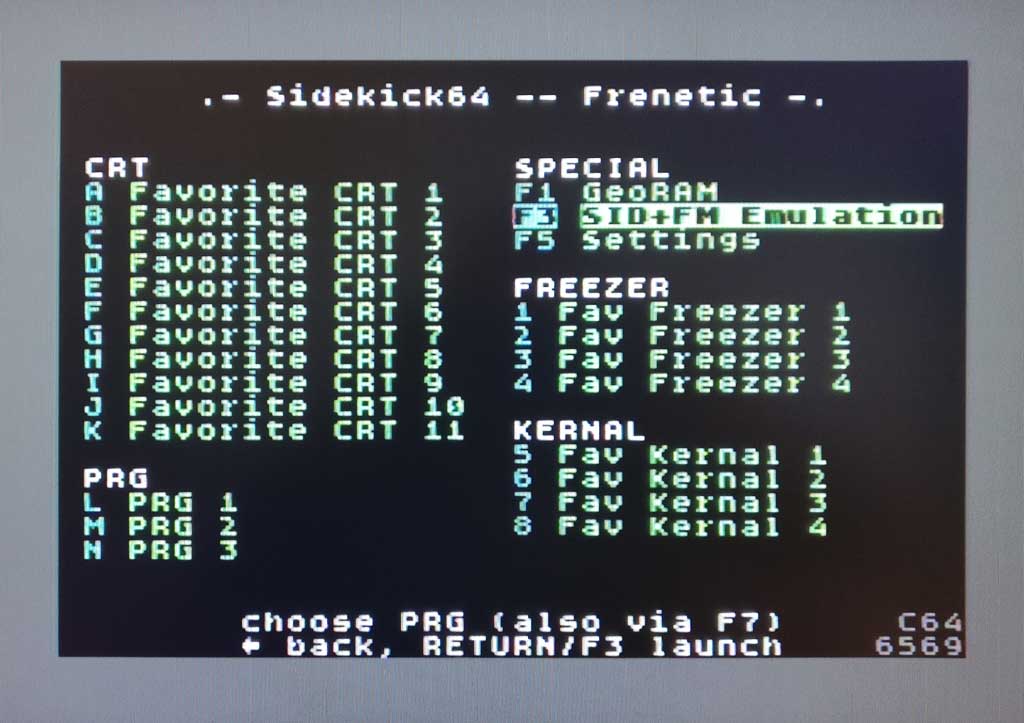 .- Sidekick64 -- Frenetic -.
CRT
A Favorite CRT 1
B Favorite CRT 2
C Favorite CRT 3
D Favorite CRT 4
E Favorite CRT 5
F Favorite CRT 6
G Favorite CRT 7
H Favorite CRT 8
I Favorite CRT 9
J Favorite CRT 10
K Favorite CRT 11
PRG
L PRG 1
M PRG 2
N PRG 3
SPECIAL
F1 GeoRAM
F3 SID+FM Emulation
F5 Settings
FREEZER
1 Fav Freezer 1
2 Fav Freezer 2
3 Fav Freezer 3
4 Fav Freezer 4
KERNAL
5 Fav Kernal 1
6 Fav Kernal 2
7 Fav Kernal 3
8 Fav Kernal 4
choose PRG (also via F7)
← back, RETURN/F3 launch
C64
6569